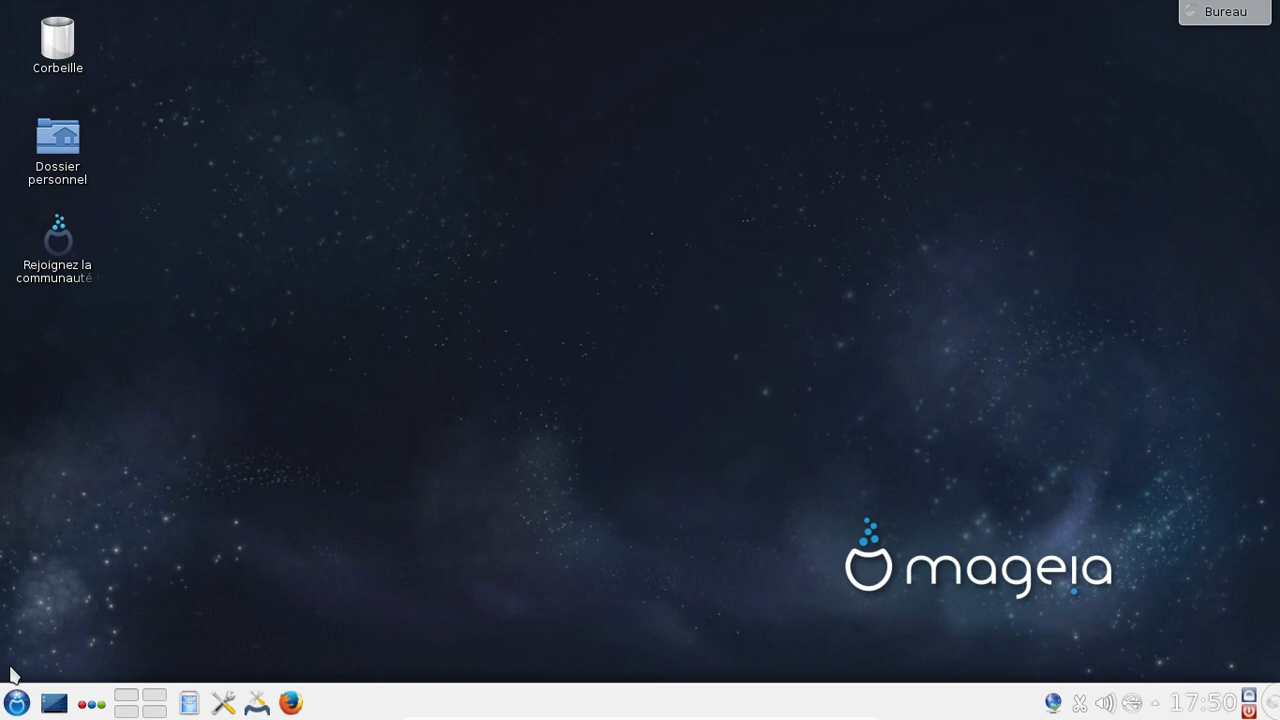 Bureau
Corbeille
Dossier
personnel
Rejoignez la
communauté
mageia
17:50